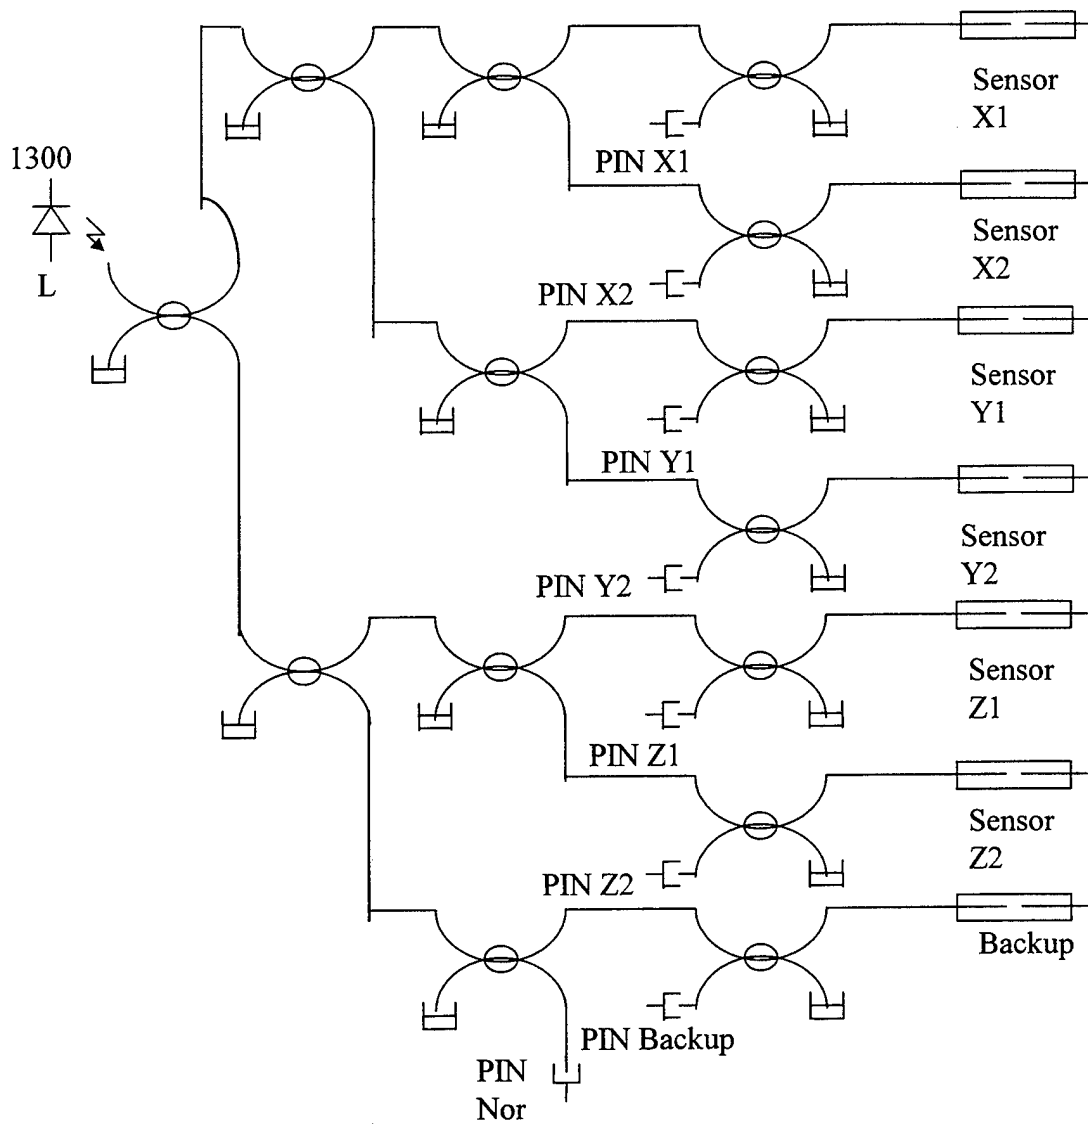 Sensor
X1
1300
PIN X1
Sensor
X2
L
PIN X2
Sensor
Y1
PIN Y1
Sensor
Y2
PIN Y2
Sensor
Z1
PIN Z1
Sensor
Z2
PIN Z2
Backup
PIN Backup
PIN
Nor